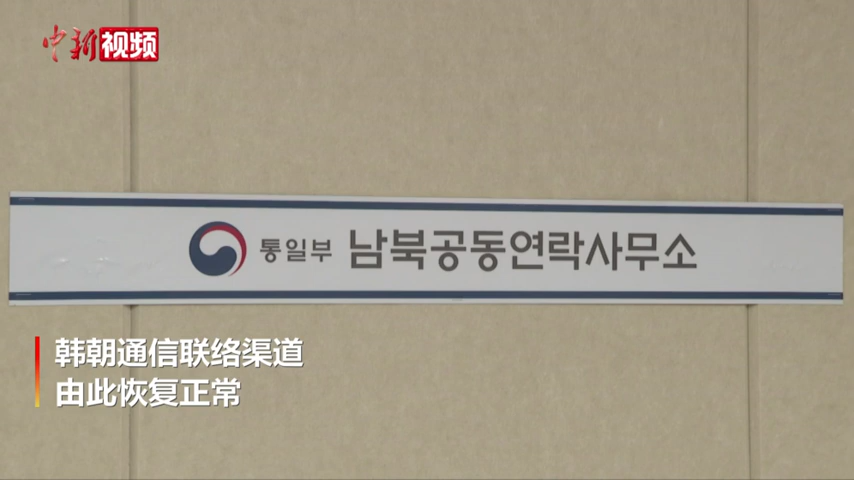 中新视频
통일부 남북공동연락사무소
韩朝通信联络渠道
由此恢复正常